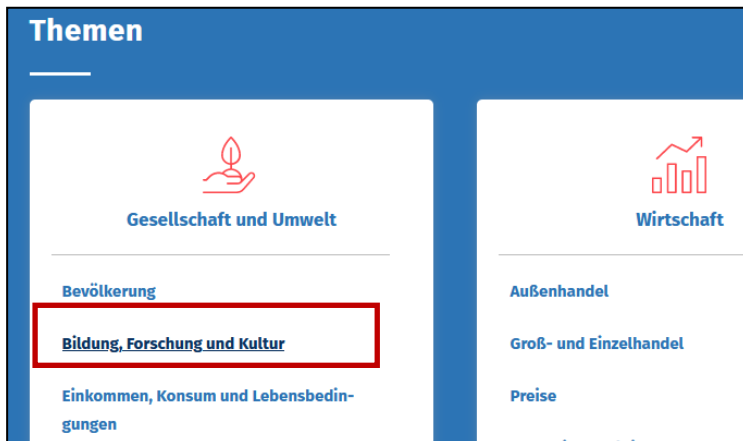 Themen
Gesellschaft und Umwelt
Bevölkerung
Bildung, Forschung und Kultur
Einkommen, Konsum und Lebensbedin-
gungen
Wirtschaft
Außenhandel
Groß- und Einzelhandel
Preise